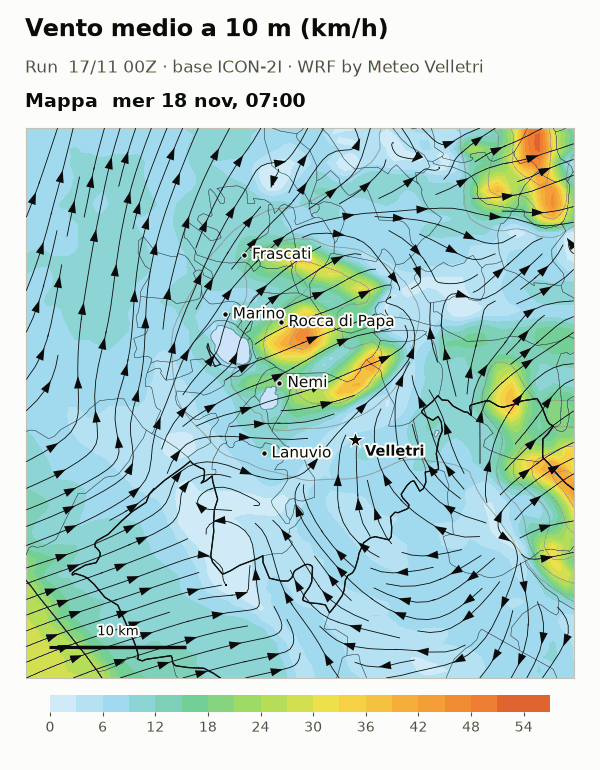 Vento medio a 10 m (km/h)
Run  17/11 00Z · base ICON-2I · WRF by Meteo Velletri
Mappa  mer 18 nov, 07:00
Frascati
Marino
Rocca di Papa
Nemi
Lanuvio
Velletri
10 km
0 6 12 18 24 30 36 42 48 54